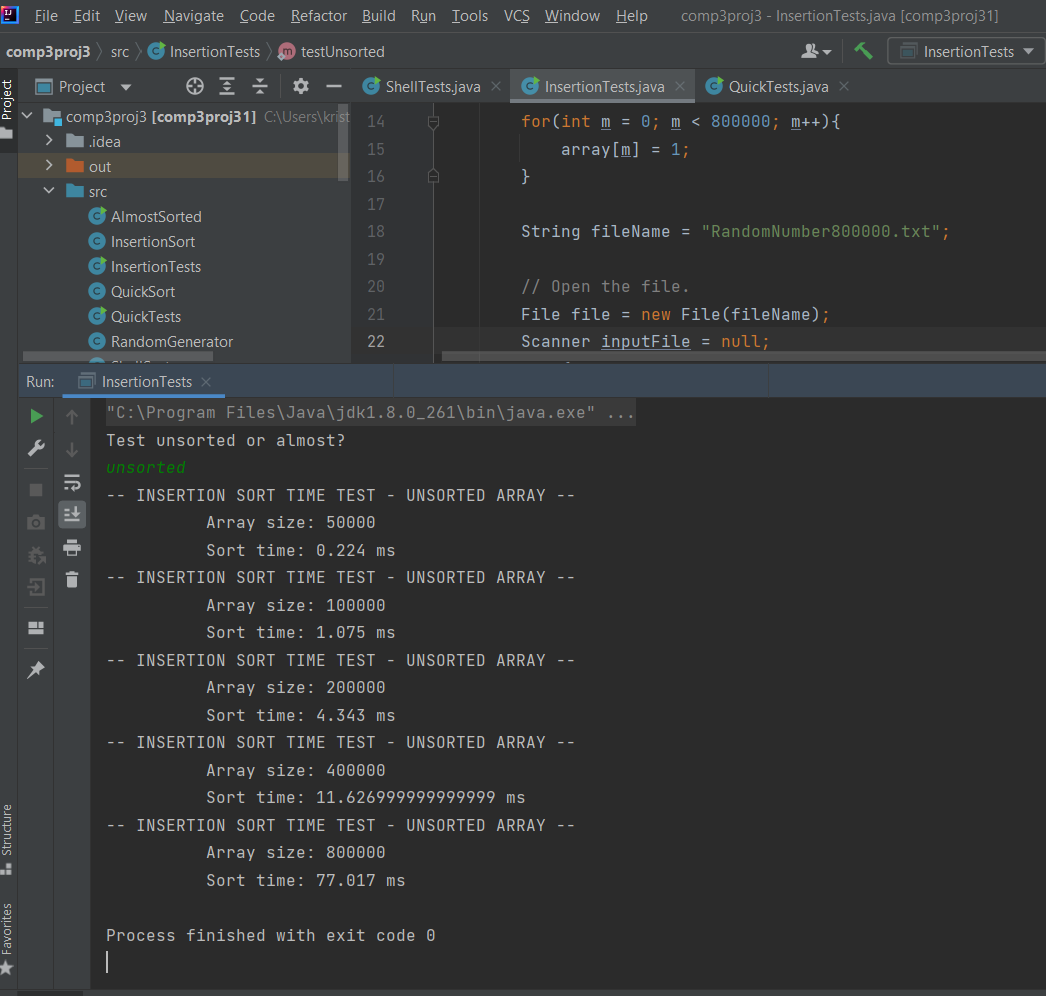 File Edit View Navigate Code Refactor Build Run Tools VCS Window Help comp3proj3 - InsertionTests.java [comp3proj31]
comp3proj3 src InsertionTests testUnsorted InsertionTests
Project
Project ShellTests.java InsertionTests.java QuickTests.java
comp3proj3 [comp3proj31] C:\Users\krist
.idea
out
src
AlmostSorted
InsertionSort
InsertionTests
QuickSort
QuickTests
RandomGenerator
14 for(int m = 0; m < 800000; m++){
15 array[m] = 1;
16 }
17
18 String fileName = "RandomNumber800000.txt";
19
20 // Open the file.
21 File file = new File(fileName);
22 Scanner inputFile = null;
Run: InsertionTests
"C:\Program Files\Java\jdk1.8.0_261\bin\java.exe" ...
Test unsorted or almost?
unsorted
-- INSERTION SORT TIME TEST - UNSORTED ARRAY --
Array size: 50000
Sort time: 0.224 ms
-- INSERTION SORT TIME TEST - UNSORTED ARRAY --
Array size: 100000
Sort time: 1.075 ms
-- INSERTION SORT TIME TEST - UNSORTED ARRAY --
Array size: 200000
Sort time: 4.343 ms
-- INSERTION SORT TIME TEST - UNSORTED ARRAY --
Array size: 400000
Sort time: 11.626999999999999 ms
-- INSERTION SORT TIME TEST - UNSORTED ARRAY --
Array size: 800000
Sort time: 77.017 ms
Process finished with exit code 0
Structure
Favorites